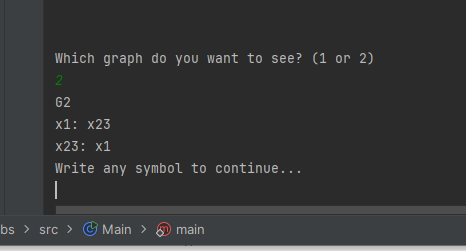 Which graph do you want to see? (1 or 2)
2
G2
x1: x23
x23: x1
Write any symbol to continue...
bs > src > Main > main